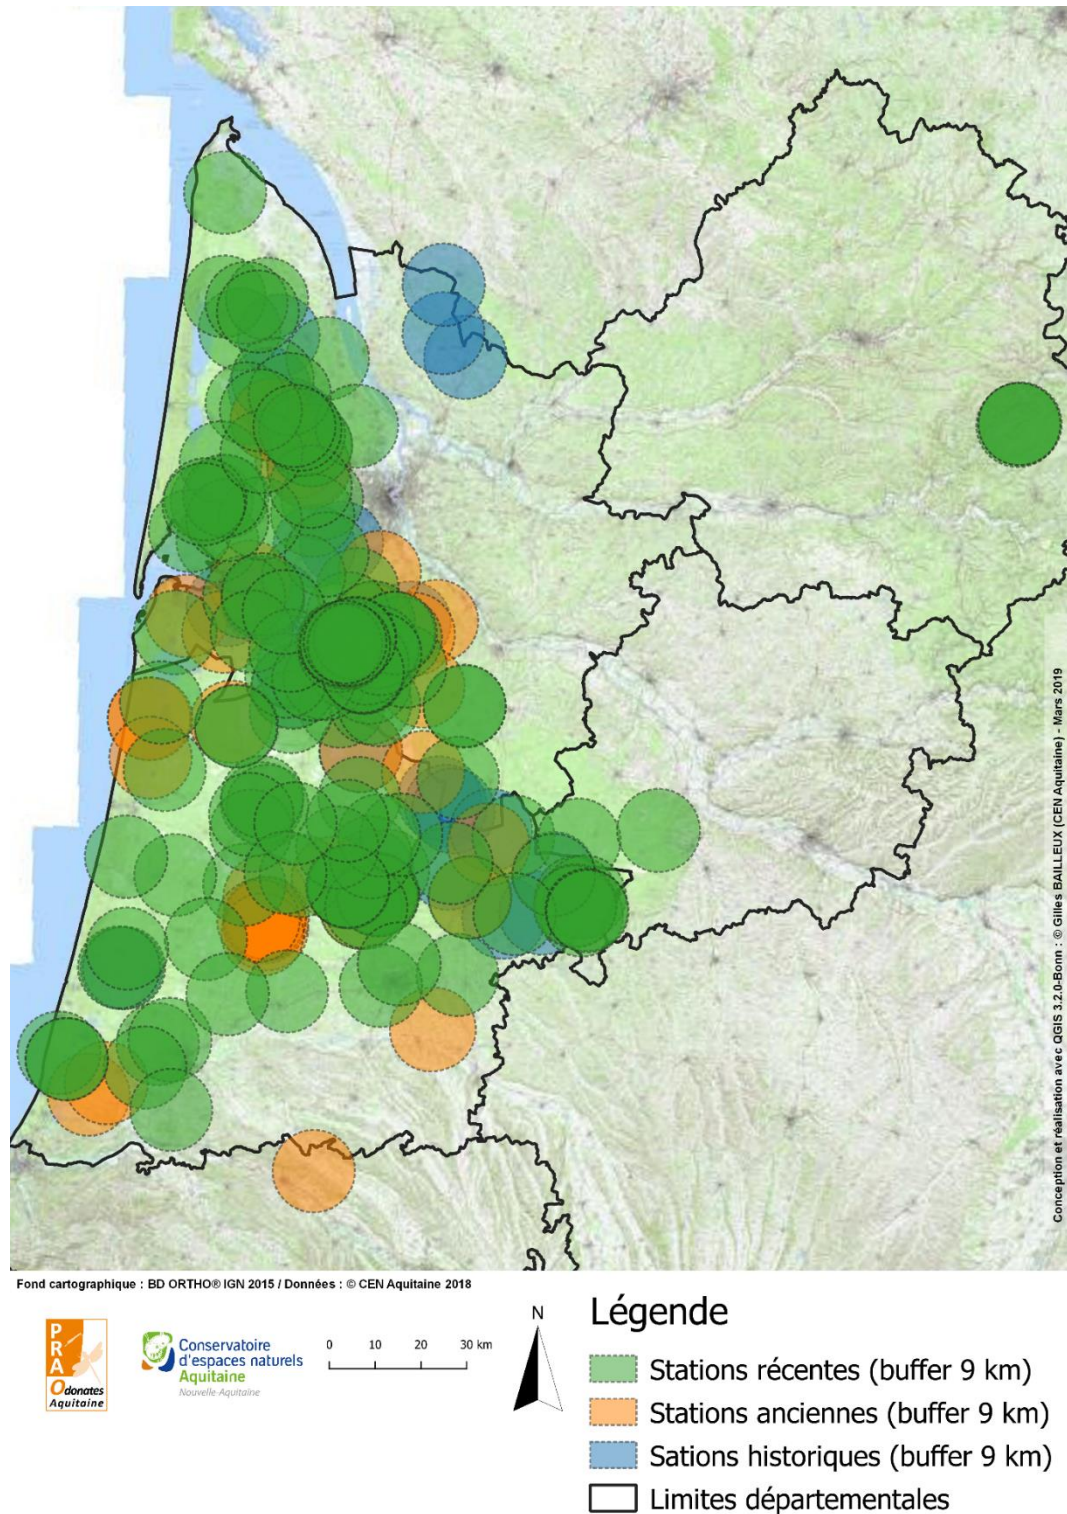 Conception et réalisation avec QGIS 3.2.0-Bonn : © Gilles BAILLEUX (CEN Aquitaine) - Mars 2019
Fond cartographique : BD ORTHO® IGN 2015 / Données : © CEN Aquitaine 2018
PRAO
donates
Aquitaine
Conservatoire
d'espaces naturels
Aquitaine
Nouvelle-Aquitaine
0 10 20 30 km
N
Légende
Stations récentes (buffer 9 km)
Stations anciennes (buffer 9 km)
Sations historiques (buffer 9 km)
Limites départementales